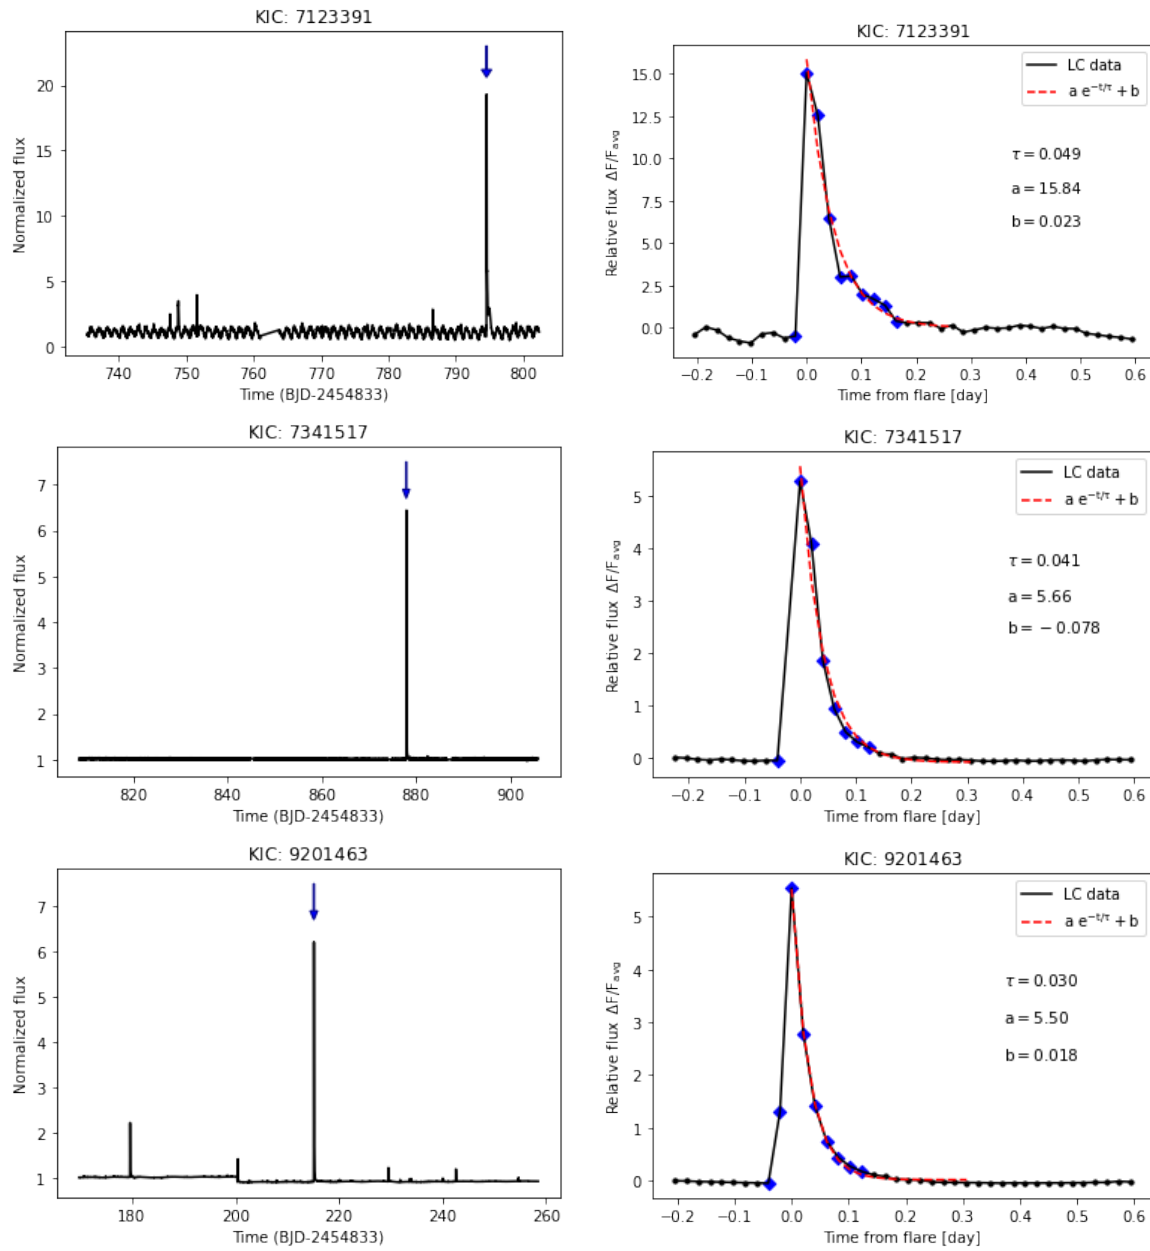 KIC: 7123391
20
15
10
5
0
Normalized flux
740 750 760 770 780 790 800
Time (BJD-2454833)
KIC: 7123391
15.0
12.5
10.0
7.5
5.0
2.5
0.0
Relative flux ΔF/F_avg
LC data
a e^{−t/τ} + b
τ = 0.049
a = 15.84
b = 0.023
−0.2 −0.1 0.0 0.1 0.2 0.3 0.4 0.5 0.6
Time from flare [day]
KIC: 7341517
7
6
5
4
3
2
1
Normalized flux
820 840 860 880 900
Time (BJD-2454833)
KIC: 7341517
5
4
3
2
1
0
Relative flux ΔF/F_avg
LC data
a e^{−t/τ} + b
τ = 0.041
a = 5.66
b = −0.078
−0.2 −0.1 0.0 0.1 0.2 0.3 0.4 0.5 0.6
Time from flare [day]
KIC: 9201463
7
6
5
4
3
2
1
Normalized flux
180 200 220 240 260
Time (BJD-2454833)
KIC: 9201463
5
4
3
2
1
0
Relative flux ΔF/F_avg
LC data
a e^{−t/τ} + b
τ = 0.030
a = 5.50
b = 0.018
−0.2 −0.1 0.0 0.1 0.2 0.3 0.4 0.5 0.6
Time from flare [day]